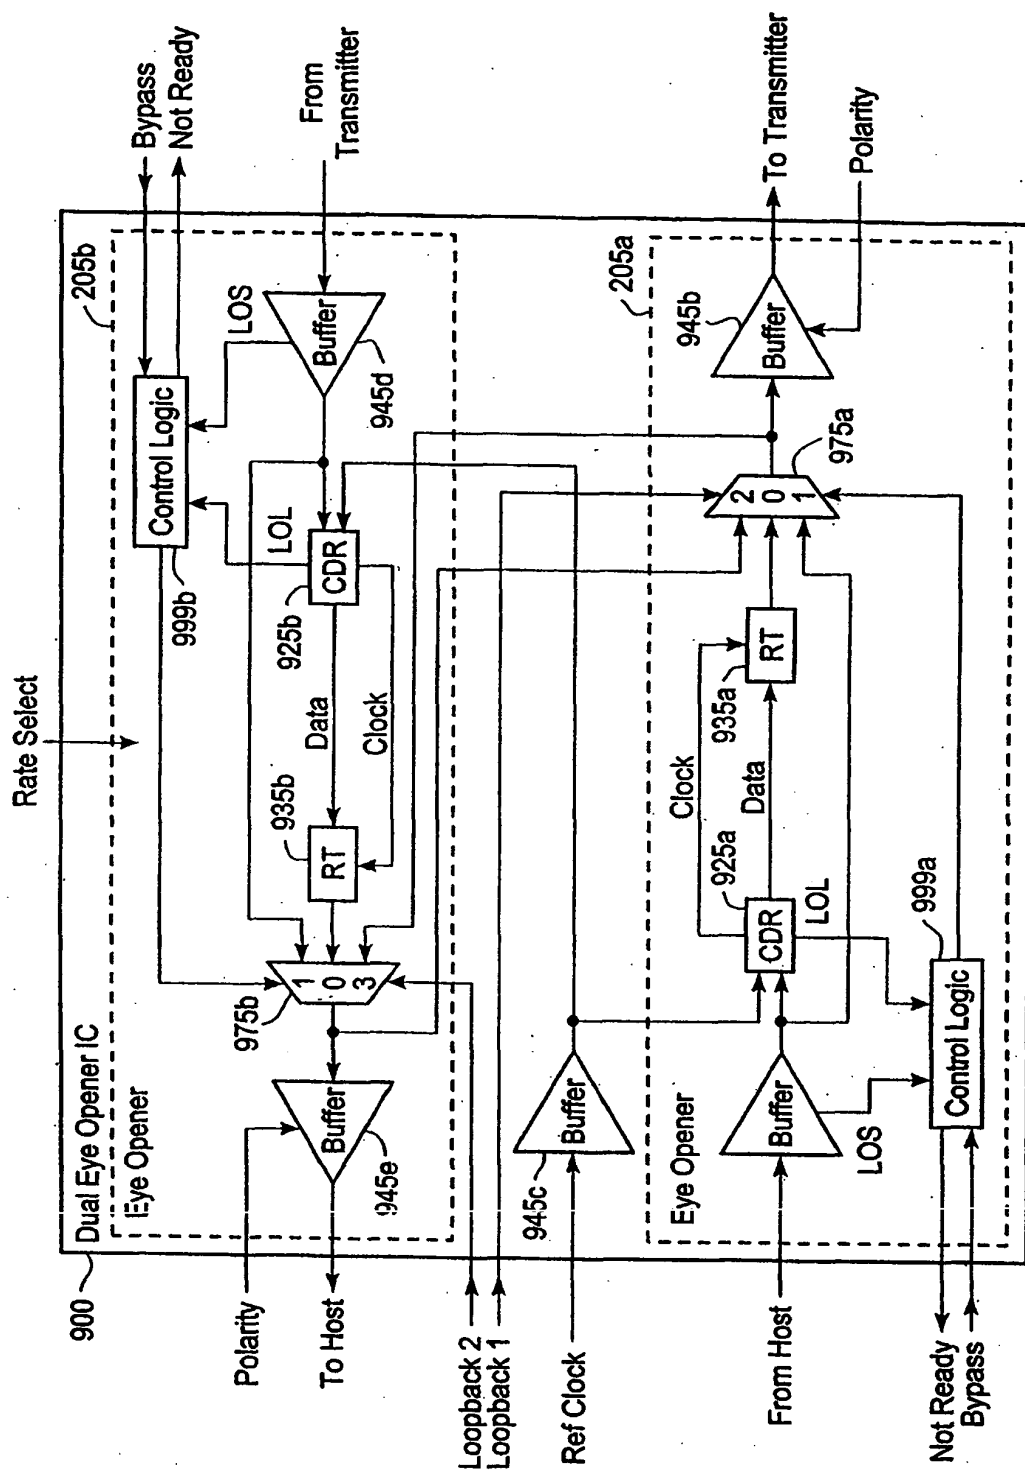 Rate Select
900
Dual Eye Opener IC
Eye Opener
205b
Bypass
Not Ready
Control Logic
999b
LOS
LOL
From
Transmitter
Buffer
945d
CDR
925b
Data
Clock
935b
RT
1
0
3
975b
Buffer
945e
Polarity
To Host
Loopback 2
Loopback 1
Ref Clock
Buffer
945c
Eye Opener
205a
From Host
Buffer
LOS
CDR
925a
LOL
Clock
Data
RT
935a
2
0
1
975a
Buffer
945b
To Transmitter
Polarity
Control Logic
999a
Not Ready
Bypass